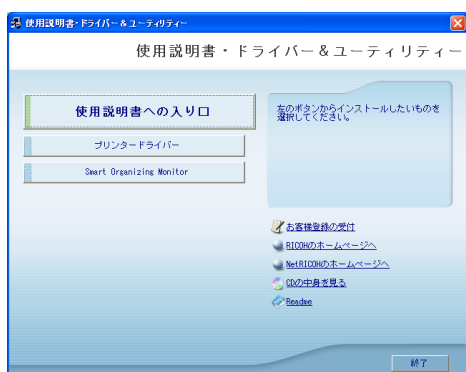 使用説明書・ドライバー＆ユーティリティー
使用説明書・ドライバー＆ユーティリティー
使用説明書への入り口
プリンタードライバー
Smart Organizing Monitor
左のボタンからインストールしたいものを
選択してください。
お客様登録の受付
RICOHのホームページへ
NetRICOHのホームページへ
CDの中身を見る
Readme
終了